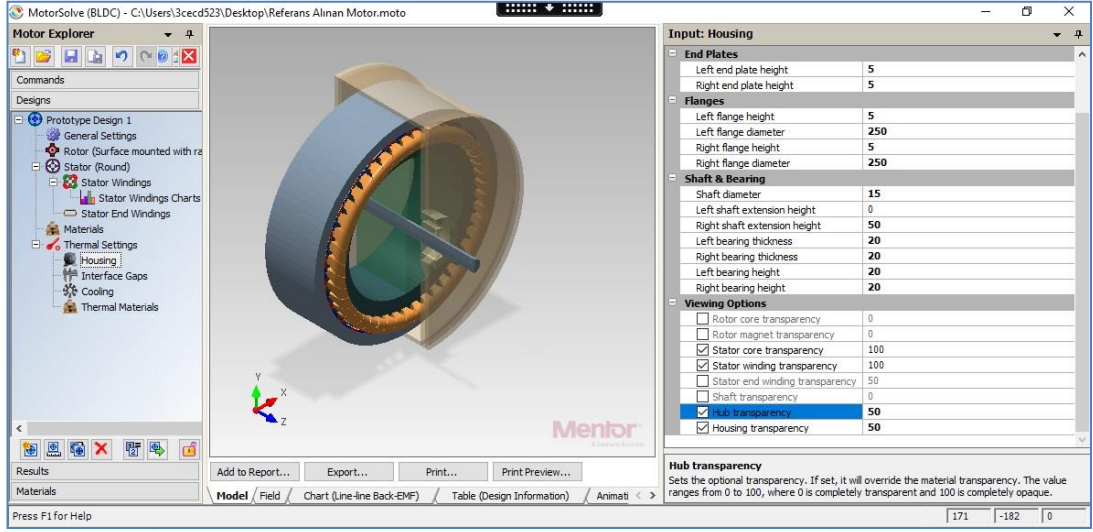 MotorSolve (BLDC) - C:\Users\3cecd523\Desktop\Referans Alınan Motor.moto
Motor Explorer
Commands
Designs
Prototype Design 1
General Settings
Rotor (Surface mounted with ra
Stator (Round)
Stator Windings
Stator Windings Charts
Stator End Windings
Materials
Thermal Settings
Housing
Interface Gaps
Cooling
Thermal Materials
Results
Materials
Y
X
Z
Mentor
Add to Report... Export... Print... Print Preview...
Model Field Chart (Line-line Back-EMF) Table (Design Information) Animati
Input: Housing
End Plates
Left end plate height 5
Right end plate height 5
Flanges
Left flange height 5
Left flange diameter 250
Right flange height 5
Right flange diameter 250
Shaft & Bearing
Shaft diameter 15
Left shaft extension height 0
Right shaft extension height 50
Left bearing thickness 20
Right bearing thickness 20
Left bearing height 20
Right bearing height 20
Viewing Options
Rotor core transparency 0
Rotor magnet transparency 0
Stator core transparency 100
Stator winding transparency 100
Stator end winding transparency 50
Shaft transparency 0
Hub transparency 50
Housing transparency 50
Hub transparency
Sets the optional transparency. If set, it will override the material transparency. The value
ranges from 0 to 100, where 0 is completely transparent and 100 is completely opaque.
Press F1 for Help
171 -182 0